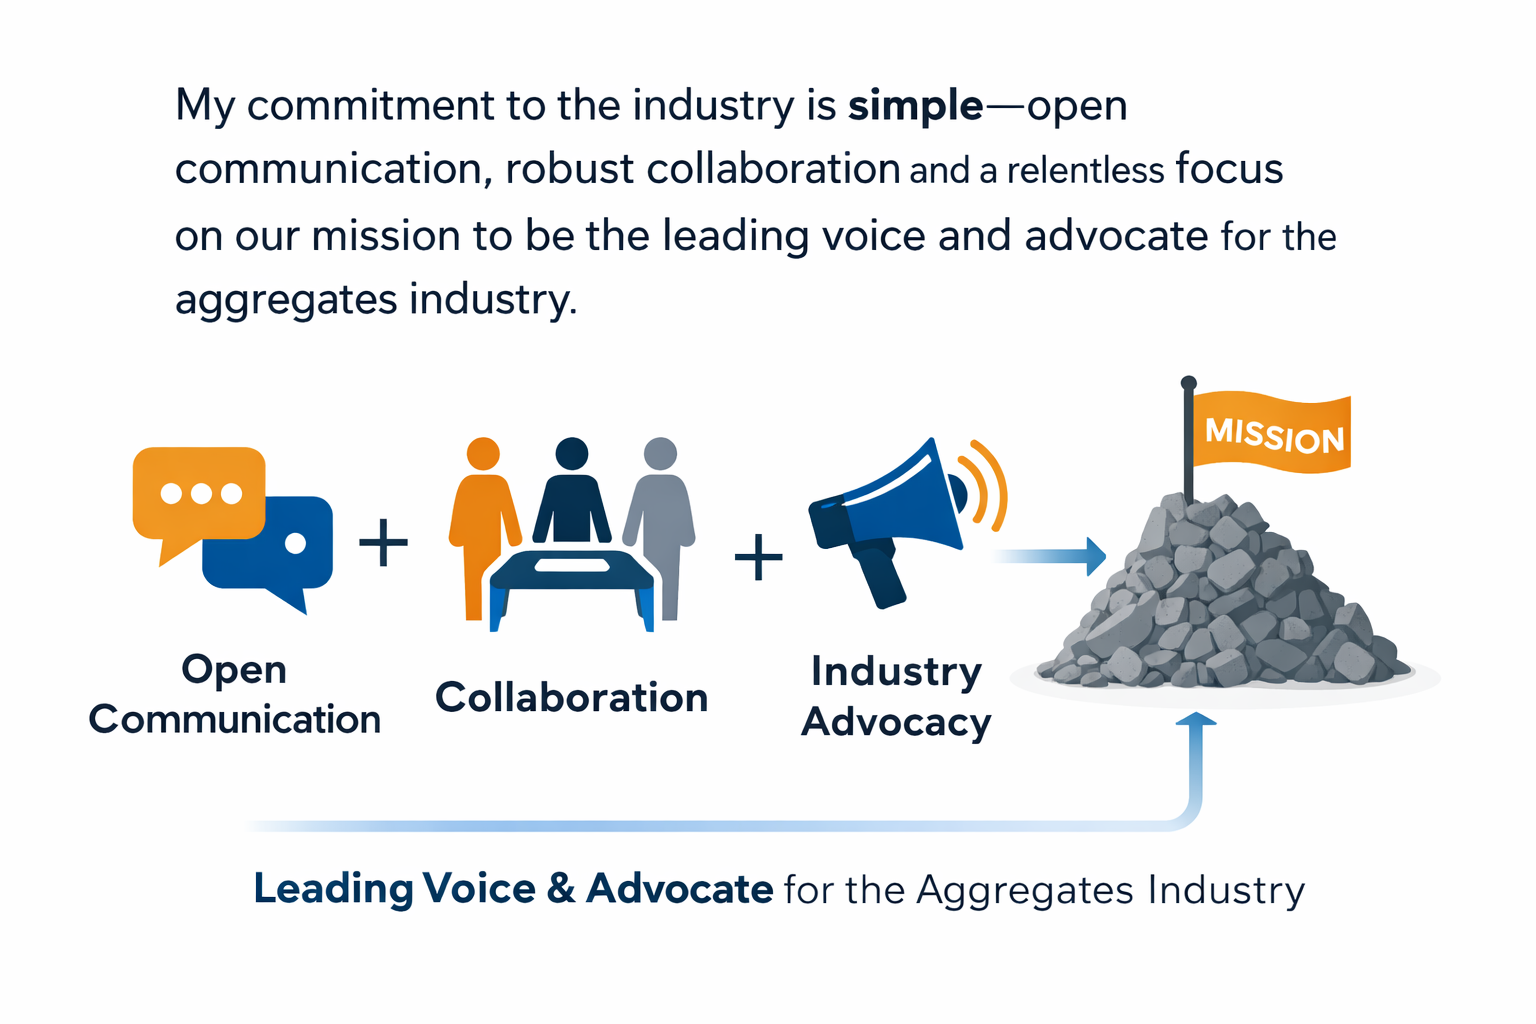 My commitment to the industry is simple—open
communication, robust collaboration and a relentless focus
on our mission to be the leading voice and advocate for the
aggregates industry.
MISSION
Open
Communication
+
Collaboration
+
Industry
Advocacy
Leading Voice & Advocate for the Aggregates Industry